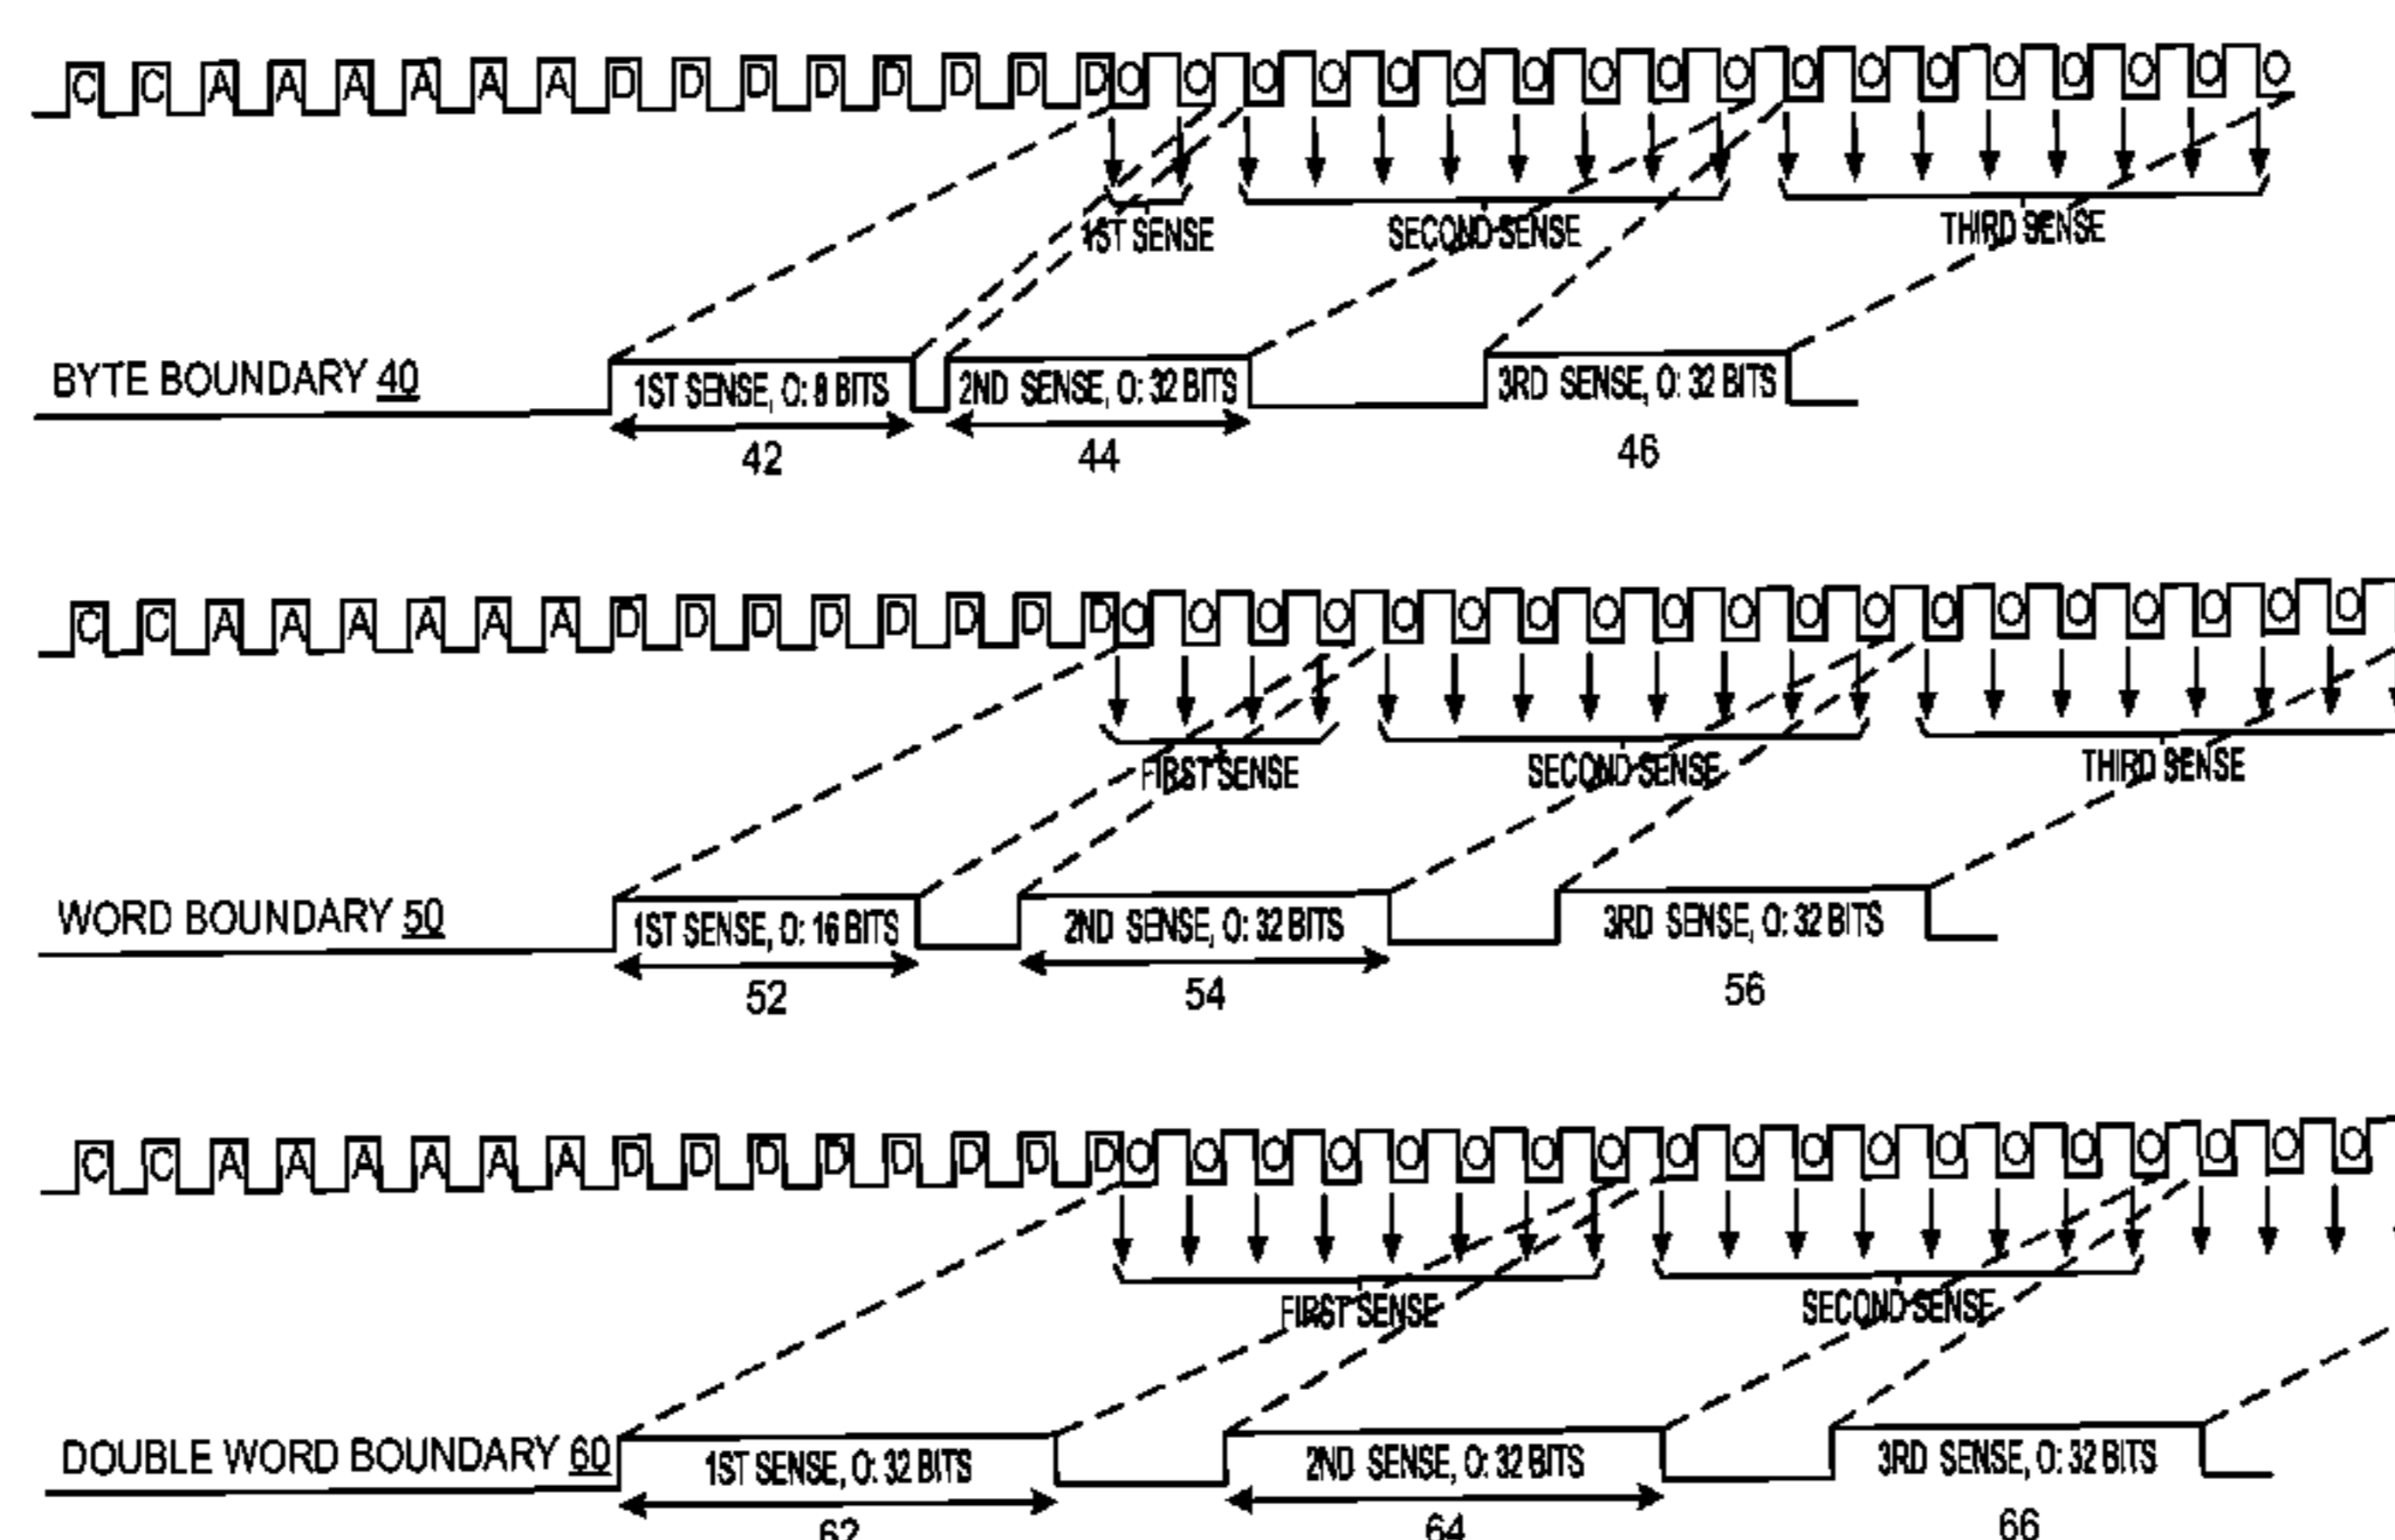 C C A A A A A A D D D D D D D D O O O O O O O O O O O O O O O O O O
1ST SENSE SECOND SENSE THIRD SENSE
BYTE BOUNDARY 40 1ST SENSE, O: 8 BITS 2ND SENSE, O: 32 BITS 3RD SENSE, O: 32 BITS
42 44 46
C C A A A A A A D D D D D D D D O O O O O O O O O O O O O O O O O O O
FIRST SENSE SECOND SENSE THIRD SENSE
WORD BOUNDARY 50 1ST SENSE, O: 16 BITS 2ND SENSE, O: 32 BITS 3RD SENSE, O: 32 BITS
52 54 56
C C A A A A A A D D D D D D D D O O O O O O O O O O O O O O O O O O O
FIRST SENSE SECOND SENSE
DOUBLE WORD BOUNDARY 60 1ST SENSE, O: 32 BITS 2ND SENSE, O: 32 BITS 3RD SENSE, O: 32 BITS
62 64 66